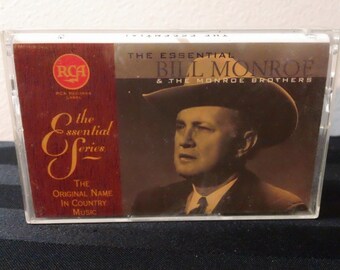 THE ESSENTIAL
BILL MONROE
& THE MONROE BROTHERS
RCA
the
Essential
Series
THE
ORIGINAL NAME
IN COUNTRY
MUSIC